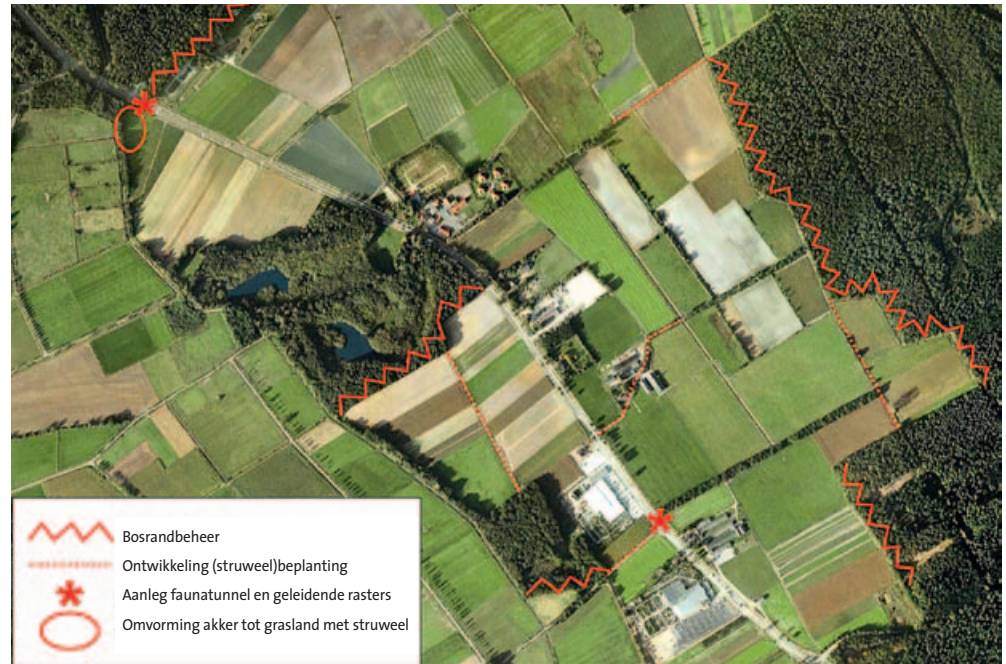 Bosrandbeheer
Ontwikkeling (struweel)beplanting
Aanleg faunatunnel en geleidende rasters
Omvorming akker tot grasland met struweel